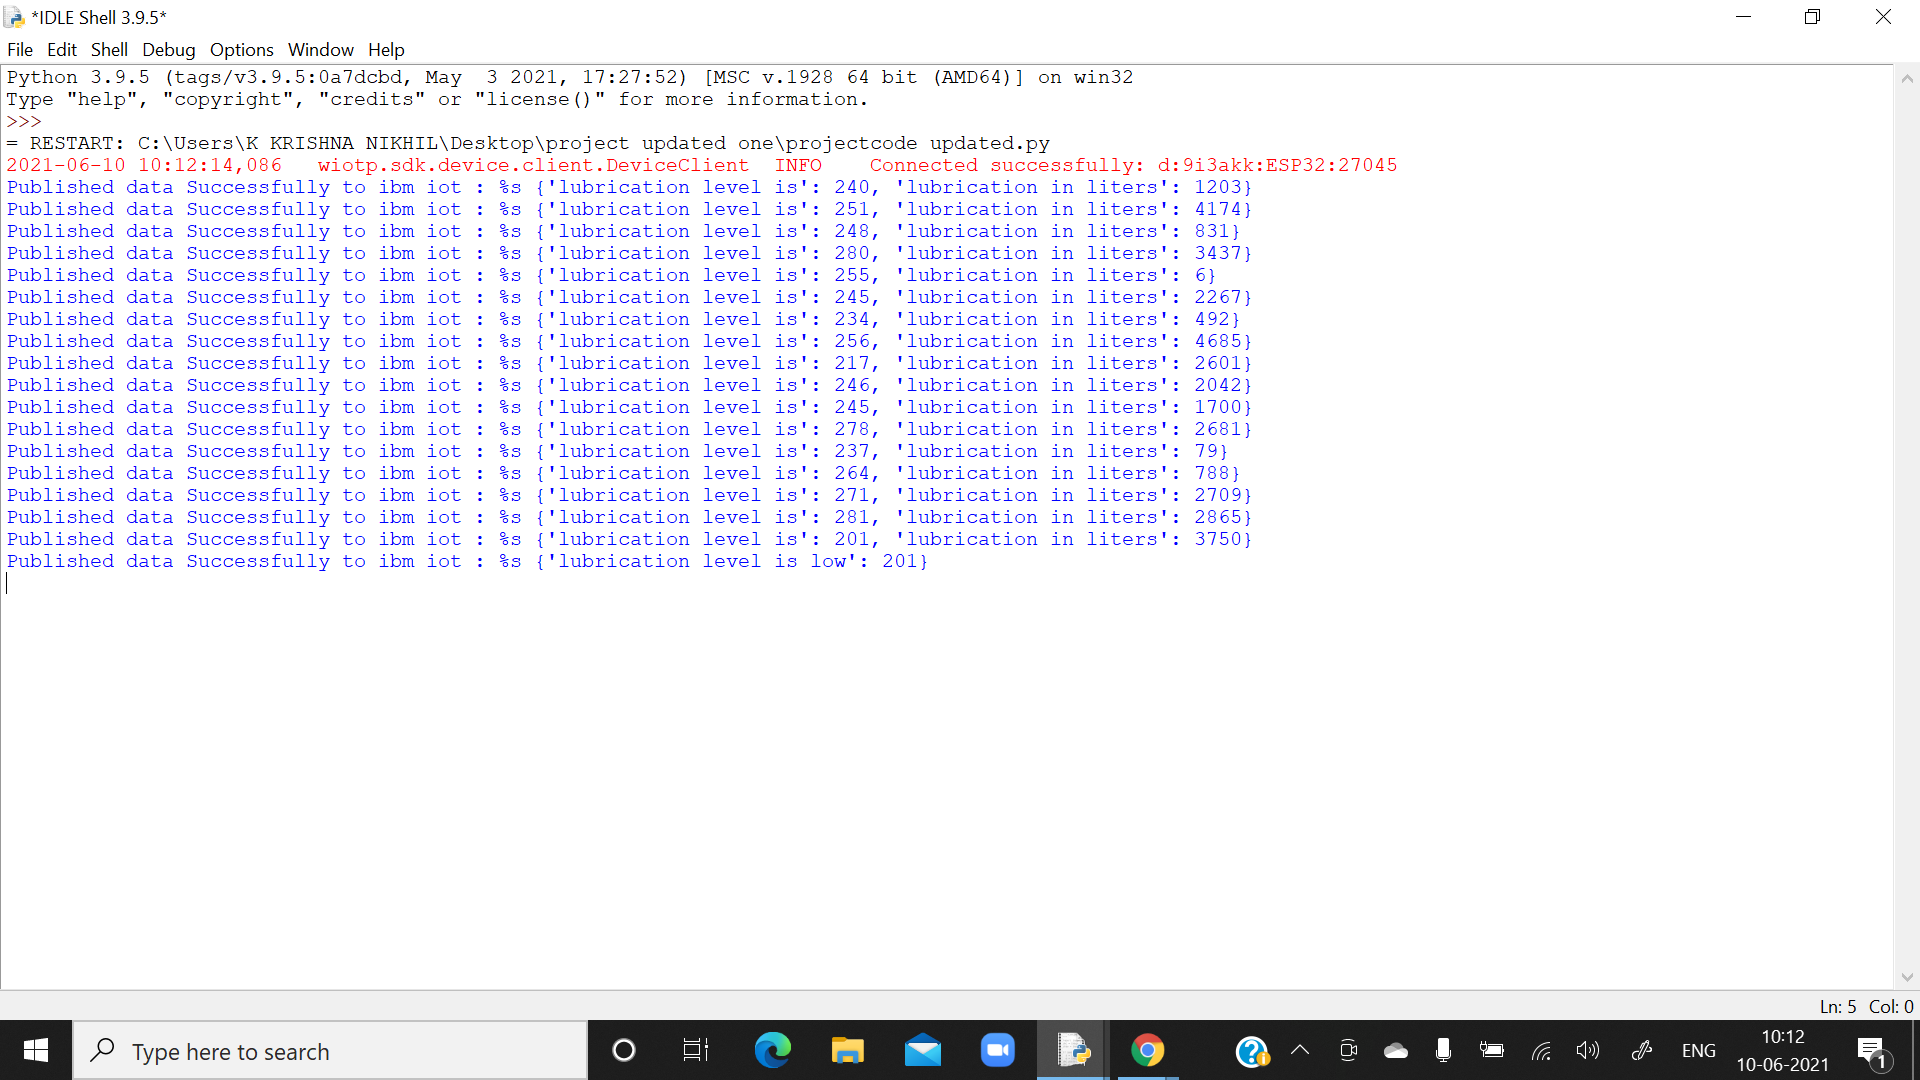 *IDLE Shell 3.9.5*
File Edit Shell Debug Options Window Help
Python 3.9.5 (tags/v3.9.5:0a7dcbd, May  3 2021, 17:27:52) [MSC v.1928 64 bit (AMD64)] on win32
Type "help", "copyright", "credits" or "license()" for more information.
>>>
= RESTART: C:\Users\K KRISHNA NIKHIL\Desktop\project updated one\projectcode updated.py
2021-06-10 10:12:14,086   wiotp.sdk.device.client.DeviceClient  INFO    Connected successfully: d:9i3akk:ESP32:27045
Published data Successfully to ibm iot : %s {'lubrication level is': 240, 'lubrication in liters': 1203}
Published data Successfully to ibm iot : %s {'lubrication level is': 251, 'lubrication in liters': 4174}
Published data Successfully to ibm iot : %s {'lubrication level is': 248, 'lubrication in liters': 831}
Published data Successfully to ibm iot : %s {'lubrication level is': 280, 'lubrication in liters': 3437}
Published data Successfully to ibm iot : %s {'lubrication level is': 255, 'lubrication in liters': 6}
Published data Successfully to ibm iot : %s {'lubrication level is': 245, 'lubrication in liters': 2267}
Published data Successfully to ibm iot : %s {'lubrication level is': 234, 'lubrication in liters': 492}
Published data Successfully to ibm iot : %s {'lubrication level is': 256, 'lubrication in liters': 4685}
Published data Successfully to ibm iot : %s {'lubrication level is': 217, 'lubrication in liters': 2601}
Published data Successfully to ibm iot : %s {'lubrication level is': 246, 'lubrication in liters': 2042}
Published data Successfully to ibm iot : %s {'lubrication level is': 245, 'lubrication in liters': 1700}
Published data Successfully to ibm iot : %s {'lubrication level is': 278, 'lubrication in liters': 2681}
Published data Successfully to ibm iot : %s {'lubrication level is': 237, 'lubrication in liters': 79}
Published data Successfully to ibm iot : %s {'lubrication level is': 264, 'lubrication in liters': 788}
Published data Successfully to ibm iot : %s {'lubrication level is': 271, 'lubrication in liters': 2709}
Published data Successfully to ibm iot : %s {'lubrication level is': 281, 'lubrication in liters': 2865}
Published data Successfully to ibm iot : %s {'lubrication level is': 201, 'lubrication in liters': 3750}
Published data Successfully to ibm iot : %s {'lubrication level is low': 201}
Ln: 5 Col: 0
Type here to search
ENG
10:12
10-06-2021
1